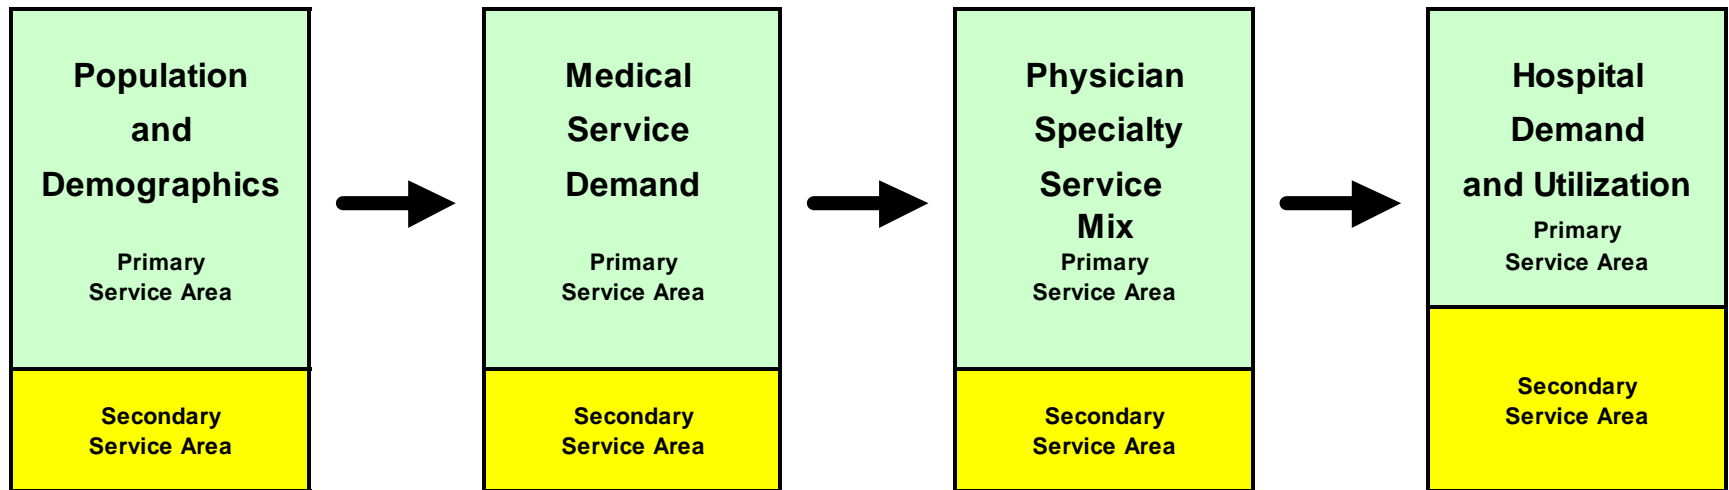 Population
and
Demographics
Primary
Service Area
Secondary
Service Area
Medical
Service
Demand
Primary
Service Area
Secondary
Service Area
Physician
Specialty
Service
Mix
Primary
Service Area
Secondary
Service Area
Hospital
Demand
and Utilization
Primary
Service Area
Secondary
Service Area